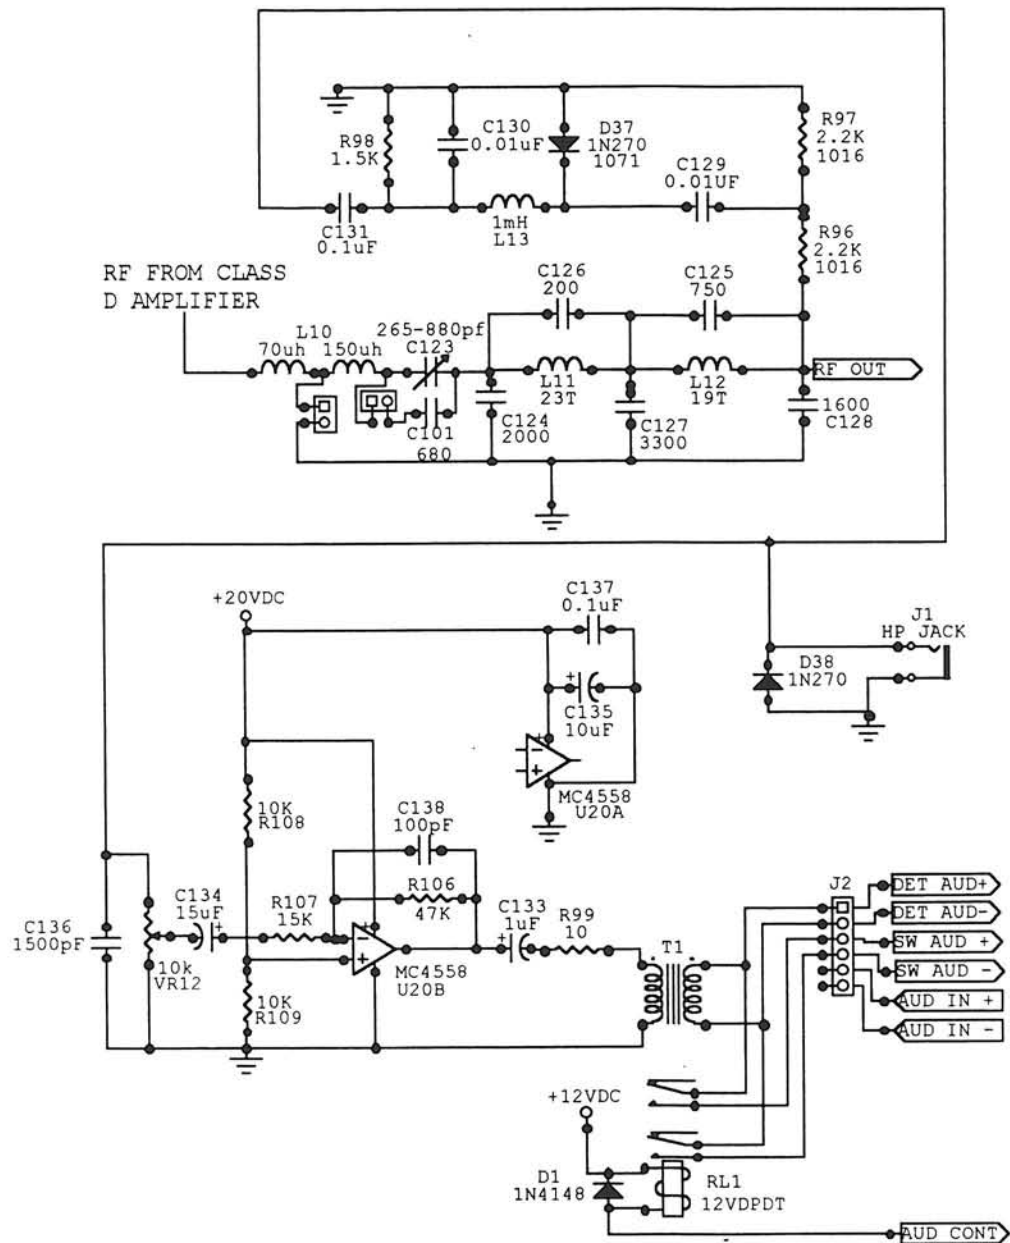 R98
1.5K
C130
0.01uF
D37
1N270
1071
R97
2.2K
1016
C129
0.01UF
C131
0.1uF
1mH
L13
R96
2.2K
1016
RF FROM CLASS
D AMPLIFIER
C126
200
C125
750
L10
70uh
150uh
265-880pf
C123
L11
23T
L12
19T
RF OUT
C101
680
C124
2000
C127
3300
1600
C128
+20VDC
C137
0.1uF
J1
HP JACK
D38
1N270
+
C135
10uF
+
-
+
MC4558
U20A
10K
R108
C138
100pF
R106
47K
C134
15uF
+
R107
15K
C133
1uF
+
R99
10
T1
J2
DET AUD+
DET AUD-
SW AUD +
SW AUD -
AUD IN +
AUD IN -
C136
1500pF
10k
VR12
-
+
MC4558
U20B
10K
R109
+12VDC
D1
1N4148
RL1
12VDPDT
AUD CONT